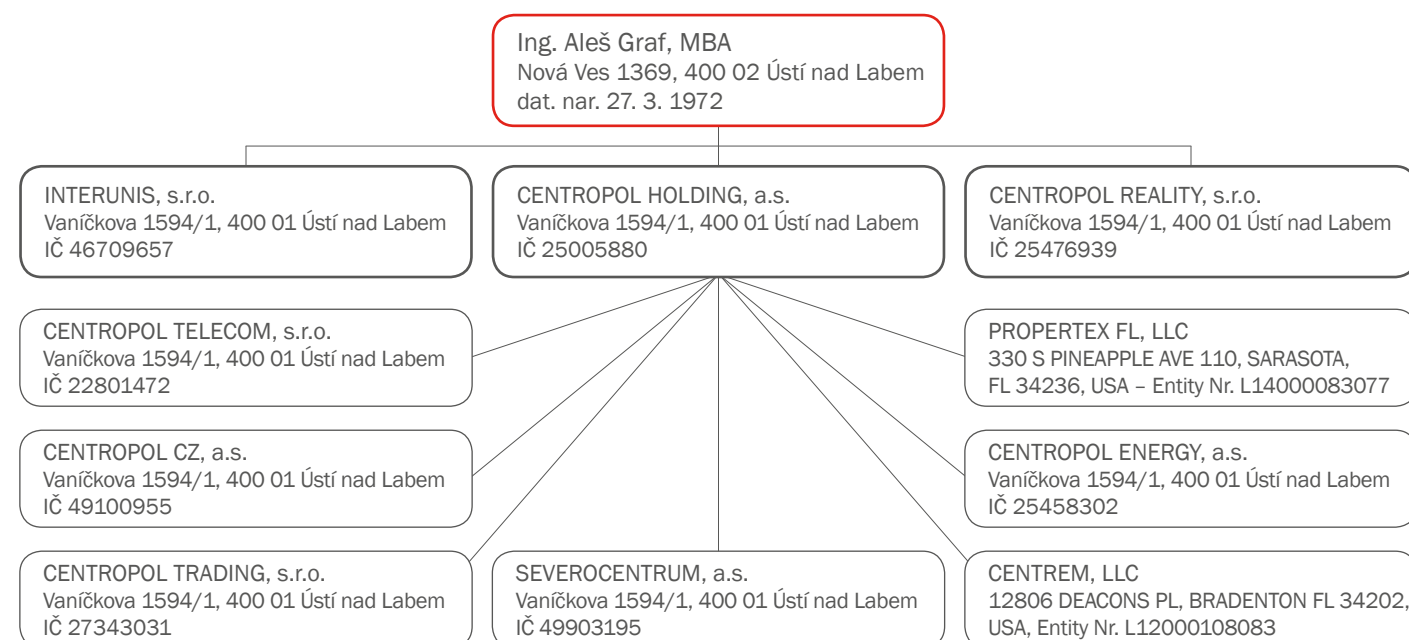 Ing. Aleš Graf, MBA
Nová Ves 1369, 400 02 Ústí nad Labem
dat. nar. 27. 3. 1972
INTERUNIS, s.r.o.
Vaníčkova 1594/1, 400 01 Ústí nad Labem
IČ 46709657
CENTROPOL HOLDING, a.s.
Vaníčkova 1594/1, 400 01 Ústí nad Labem
IČ 25005880
CENTROPOL REALITY, s.r.o.
Vaníčkova 1594/1, 400 01 Ústí nad Labem
IČ 25476939
CENTROPOL TELECOM, s.r.o.
Vaníčkova 1594/1, 400 01 Ústí nad Labem
IČ 22801472
PROPERTEX FL, LLC
330 S PINEAPPLE AVE 110, SARASOTA,
FL 34236, USA – Entity Nr. L14000083077
CENTROPOL CZ, a.s.
Vaníčkova 1594/1, 400 01 Ústí nad Labem
IČ 49100955
CENTROPOL ENERGY, a.s.
Vaníčkova 1594/1, 400 01 Ústí nad Labem
IČ 25458302
CENTROPOL TRADING, s.r.o.
Vaníčkova 1594/1, 400 01 Ústí nad Labem
IČ 27343031
SEVEROCENTRUM, a.s.
Vaníčkova 1594/1, 400 01 Ústí nad Labem
IČ 49903195
CENTREM, LLC
12806 DEACONS PL, BRADENTON FL 34202,
USA, Entity Nr. L12000108083